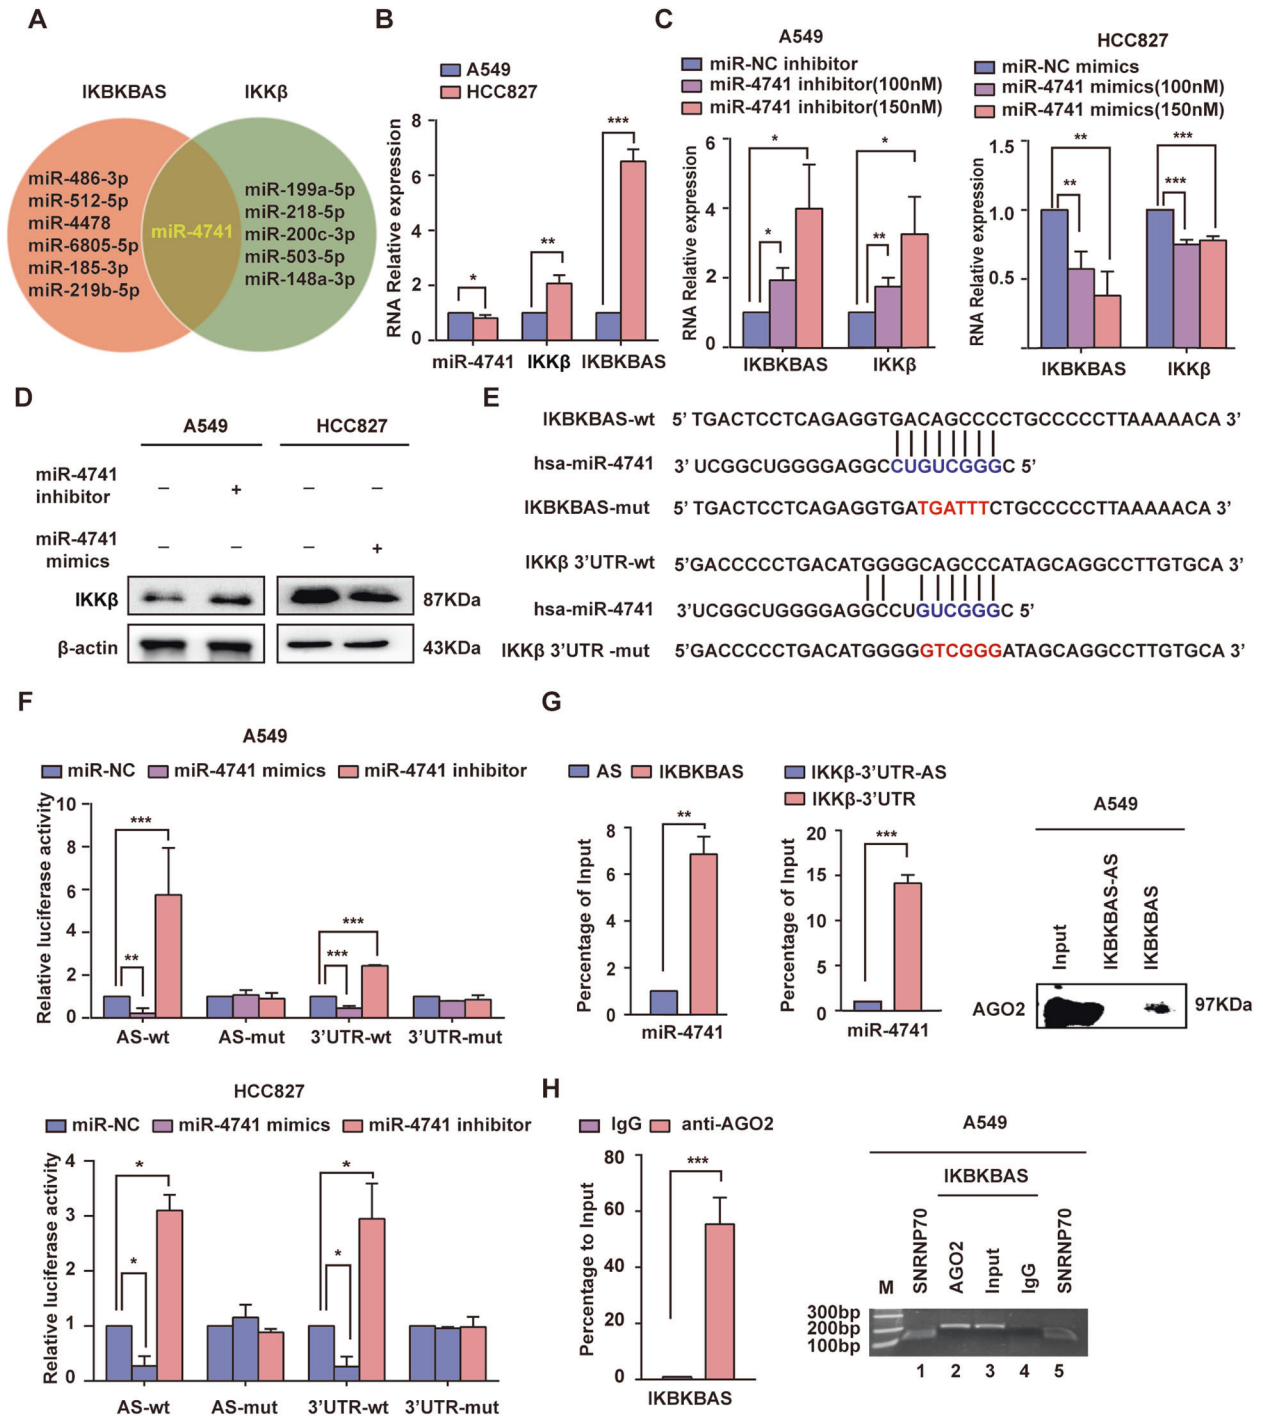 A
IKBKBAS
IKKβ
miR-486-3p
miR-512-5p
miR-4478
miR-6805-5p
miR-185-3p
miR-219b-5p
miR-4741
miR-199a-5p
miR-218-5p
miR-200c-3p
miR-503-5p
miR-148a-3p
B
A549
HCC827
RNA Relative expression
8
6
4
2
0
*
**
***
miR-4741
IKKβ
IKBKBAS
C
A549
miR-NC inhibitor
miR-4741 inhibitor(100nM)
miR-4741 inhibitor(150nM)
RNA Relative expression
6
4
2
0
*
*
*
**
IKBKBAS
IKKβ
HCC827
miR-NC mimics
miR-4741 mimics(100nM)
miR-4741 mimics(150nM)
RNA Relative expression
1.5
1.0
0.5
0
**
**
***
***
IKBKBAS
IKKβ
D
A549
HCC827
miR-4741
inhibitor
– + – –
miR-4741
mimics
– – – +
IKKβ
87KDa
β-actin
43KDa
E
IKBKBAS-wt 5’ TGACTCCTCAGAGGTGACAGCCCCTGCCCCCTTAAAAACA 3’
hsa-miR-4741 3’ UCGGCUGGGGAGGCCUGUCGGGC 5’
IKBKBAS-mut 5’ TGACTCCTCAGAGGTGATGATTTCTGCCCCCTTAAAAACA 3’
IKKβ 3’UTR-wt 5’GACCCCCTGACATGGGGCAGCCCATAGCAGGCCTTGTGCA 3’
hsa-miR-4741 3’UCGGCUGGGGAGGCCUGUCGGGC 5’
IKKβ 3’UTR -mut 5’GACCCCCTGACATGGGGGTCGGGATAGCAGGCCTTGTGCA 3’
F
A549
miR-NC
miR-4741 mimics
miR-4741 inhibitor
Relative luciferase activity
10
8
6
4
2
0
***
**
***
***
AS-wt
AS-mut
3’UTR-wt
3’UTR-mut
HCC827
miR-NC
miR-4741 mimics
miR-4741 inhibitor
Relative luciferase activity
4
3
2
1
0
*
*
*
*
AS-wt
AS-mut
3’UTR-wt
3’UTR-mut
G
AS
IKBKBAS
Percentage of Input
8
6
4
2
0
**
miR-4741
IKKβ-3’UTR-AS
IKKβ-3’UTR
Percentage of Input
20
15
10
5
0
***
miR-4741
A549
Input
IKBKBAS-AS
IKBKBAS
AGO2
97KDa
H
IgG
anti-AGO2
Percentage to Input
80
60
40
20
0
***
IKBKBAS
A549
IKBKBAS
M
SNRNP70
AGO2
Input
IgG
SNRNP70
300bp
200bp
100bp
1 2 3 4 5